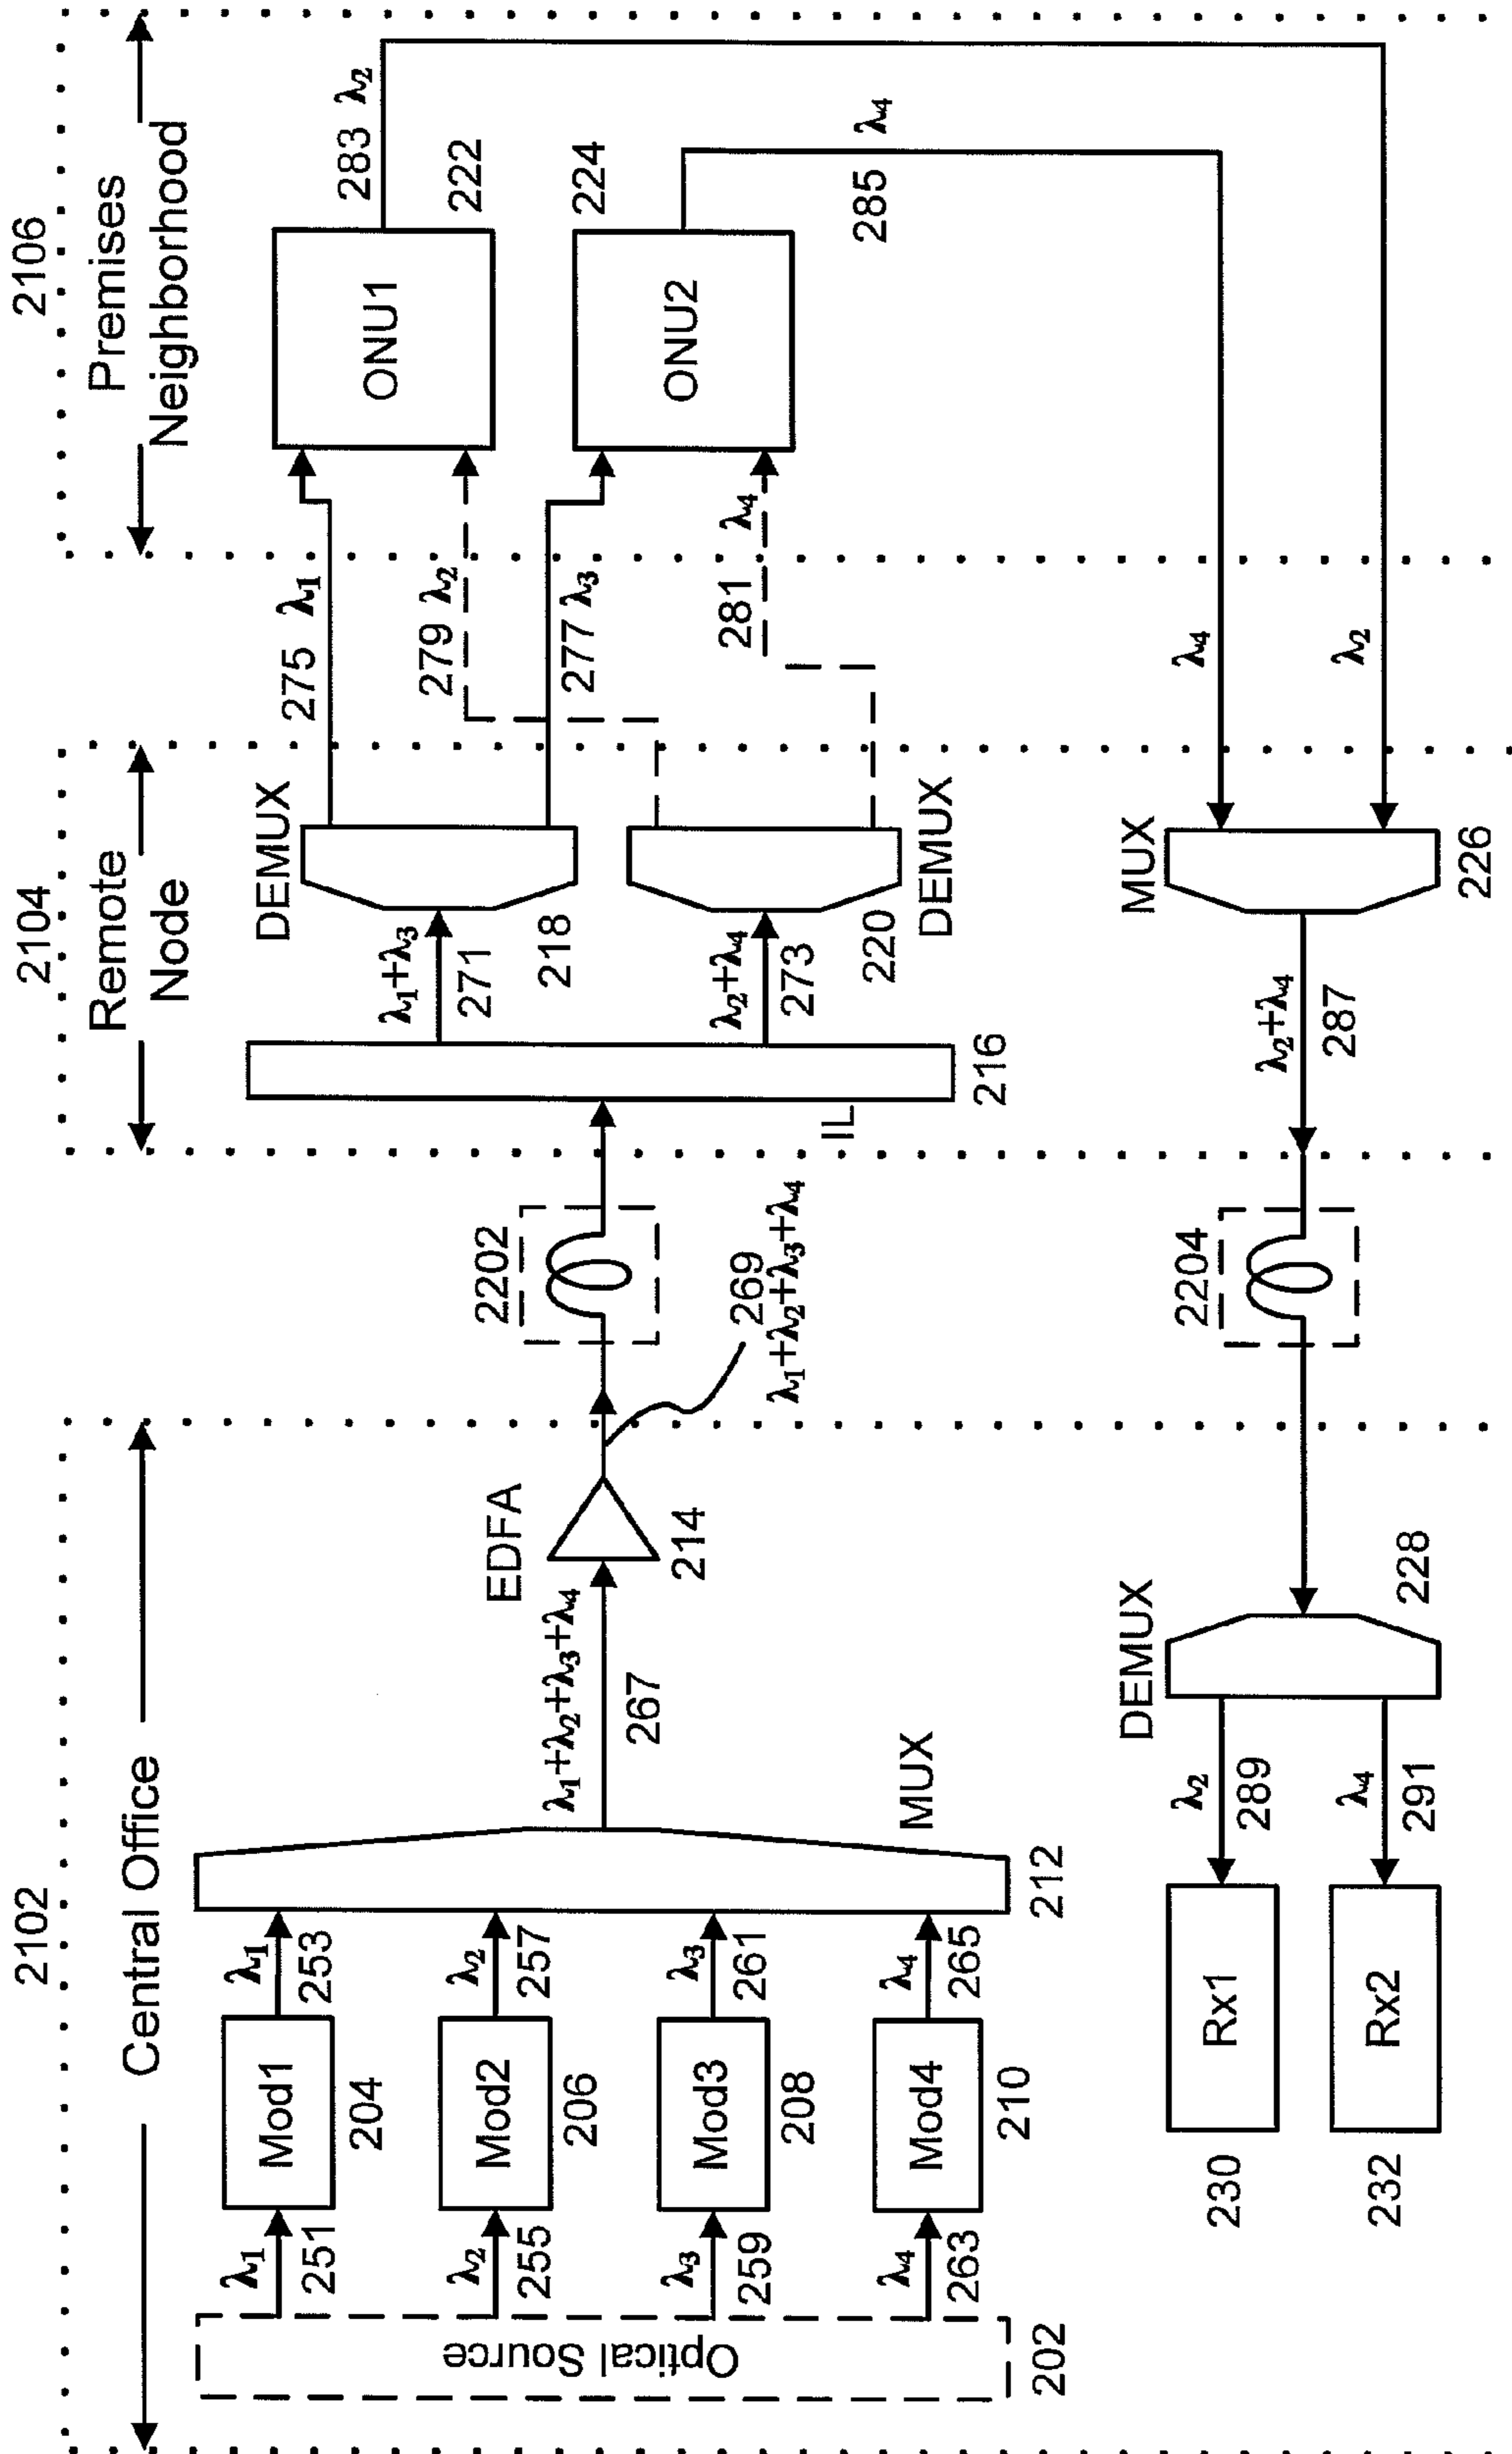 2102
Central Office
2104
Remote
Node
2106
Premises
Neighborhood
Optical Source
202
λ1
251
Mod1
204
λ1
253
λ2
255
Mod2
206
λ2
257
λ3
259
Mod3
208
λ3
261
λ4
263
Mod4
210
λ4
265
MUX
212
λ1+λ2+λ3+λ4
267
EDFA
214
2202
269
λ1+λ2+λ3+λ4
IL
216
λ1+λ3
271
DEMUX
218
λ2+λ4
273
220
DEMUX
275 λ1
279 λ2
277 λ3
281 λ4
ONU1
222
283 λ2
ONU2
224
285
λ4
λ4
λ2
MUX
226
λ2+λ4
287
2204
DEMUX
228
λ2
289
λ4
291
Rx1
230
Rx2
232